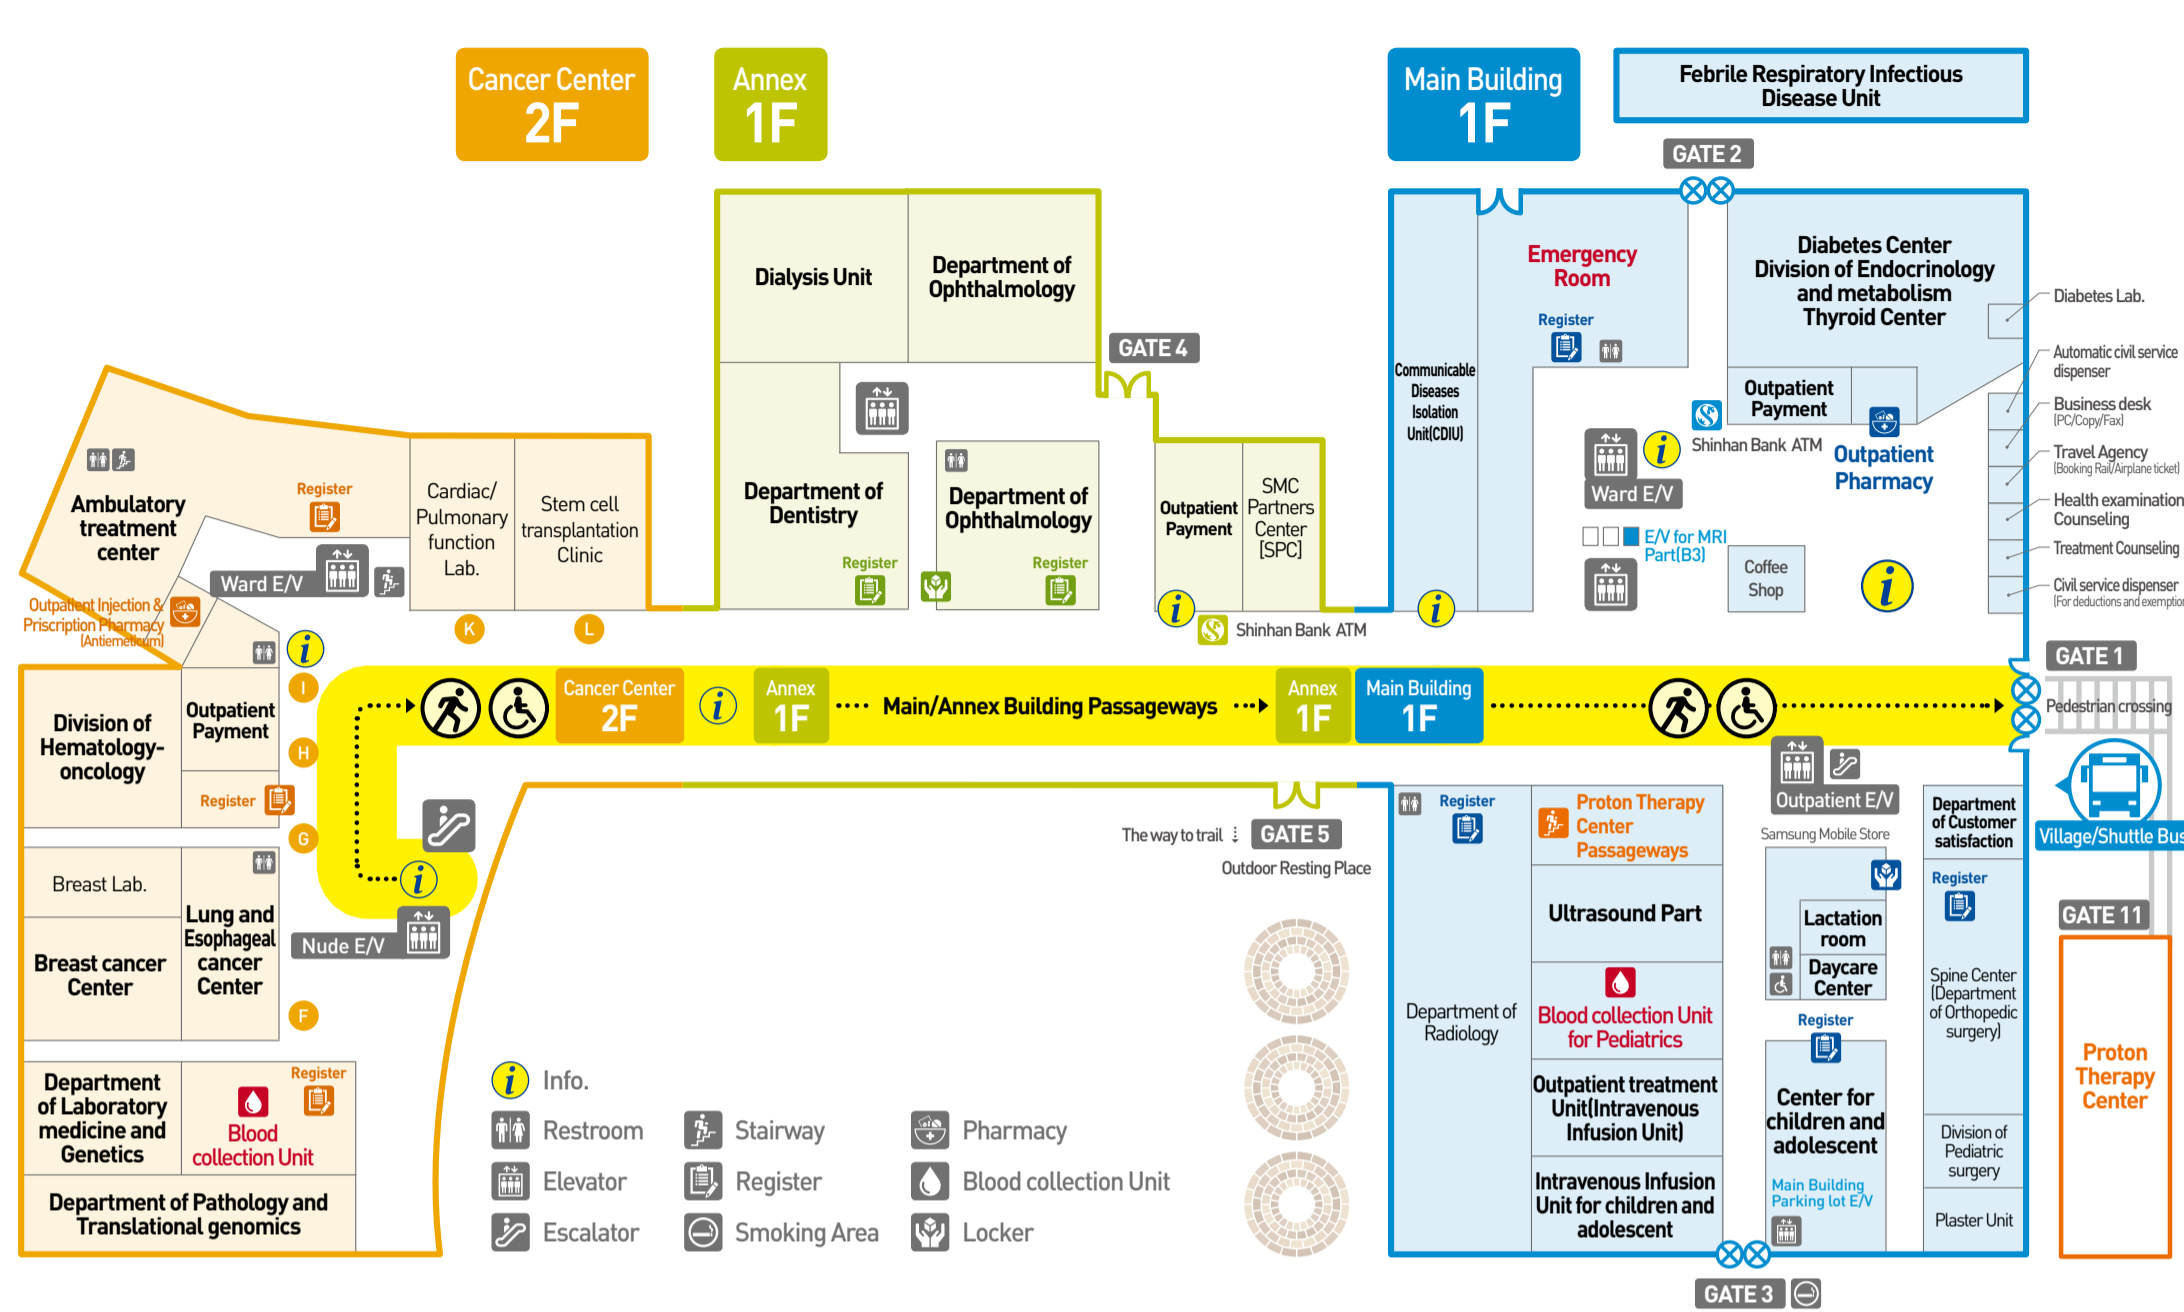 Cancer Center
2F
Annex
1F
Main Building
1F
Febrile Respiratory Infectious
Disease Unit
GATE 2
Dialysis Unit
Department of
Ophthalmology
GATE 4
Communicable
Diseases
Isolation
Unit(CDIU)
Emergency
Room
Register
Diabetes Center
Division of Endocrinology
and metabolism
Thyroid Center
Outpatient
Payment
Shinhan Bank ATM
Outpatient
Pharmacy
i
Ward E/V
E/V for MRI
Part(B3)
Coffee
Shop
i
Diabetes Lab.
Automatic civil service
dispenser
Business desk
(PC/Copy/Fax)
Travel Agency
(Booking Rail/Airplane ticket)
Health examination
Counseling
Treatment Counseling
Civil service dispenser
(For deductions and exemption
Ambulatory
treatment
center
Register
Cardiac/
Pulmonary
function
Lab.
Stem cell
transplantation
Clinic
Ward E/V
Outpatient Injection &
Priscription Pharmacy
(Antiemeticum)
K
L
Department of
Dentistry
Register
Department of
Ophthalmology
Register
Outpatient
Payment
SMC
Partners
Center
[SPC]
i
Shinhan Bank ATM
i
i
I
H
G
F
Division of
Hematology-
oncology
Outpatient
Payment
Register
Breast Lab.
Breast cancer
Center
Lung and
Esophageal
cancer
Center
Department
of Laboratory
medicine and
Genetics
Blood
collection Unit
Register
Department of Pathology and
Translational genomics
Cancer Center
2F
i
Annex
1F
Main/Annex Building Passageways
Annex
1F
Main Building
1F
i
Nude E/V
GATE 1
Pedestrian crossing
Village/Shuttle Bus
GATE 11
Proton
Therapy
Center
The way to trail
GATE 5
Outdoor Resting Place
Register
Department of
Radiology
Proton Therapy
Center
Passageways
Ultrasound Part
Blood collection Unit
for Pediatrics
Outpatient treatment
Unit(Intravenous
Infusion Unit)
Intravenous Infusion
Unit for children and
adolescent
Outpatient E/V
Samsung Mobile Store
Lactation
room
Daycare
Center
Register
Center for
children and
adolescent
Main Building
Parking lot E/V
Department
of Customer
satisfaction
Register
Spine Center
(Department
of Orthopedic
surgery)
Division of
Pediatric
surgery
Plaster Unit
GATE 3
i Info.
Restroom
Elevator
Escalator
Stairway
Register
Smoking Area
Pharmacy
Blood collection Unit
Locker